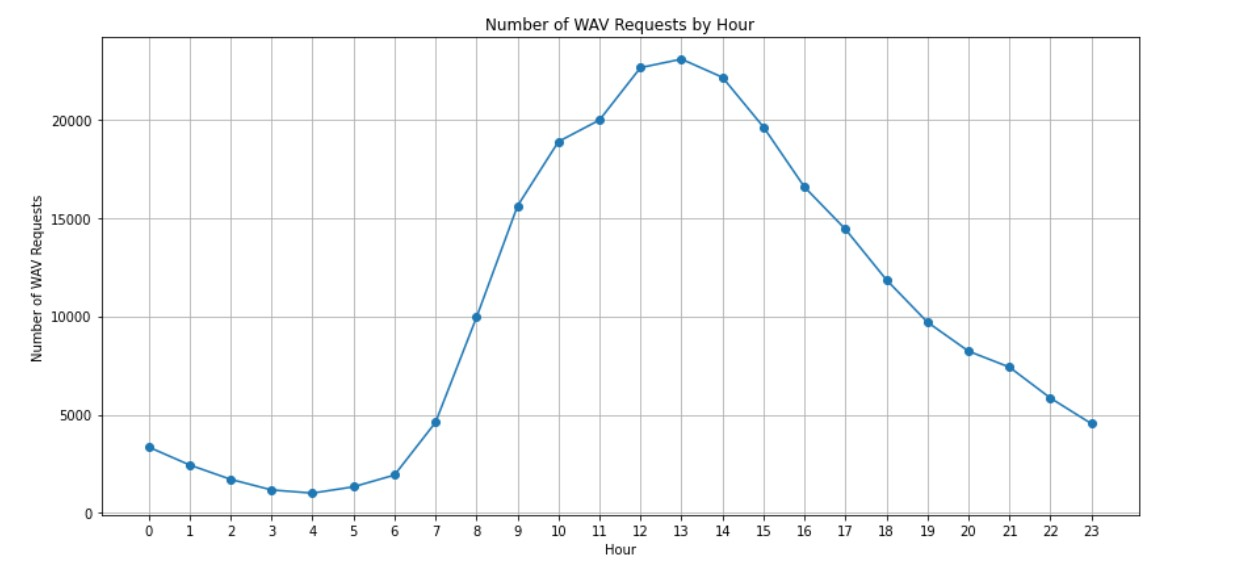 Number of WAV Requests by Hour
Number of WAV Requests
20000
15000
10000
5000
0
0 1 2 3 4 5 6 7 8 9 10 11 12 13 14 15 16 17 18 19 20 21 22 23
Hour